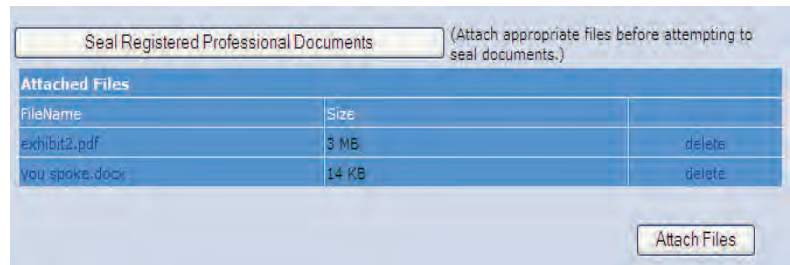 Seal Registered Professional Documents
(Attach appropriate files before attempting to
seal documents.)
Attached Files
FileName Size
exhibit2.pdf 3 MB delete
you spoke.docx 14 KB delete
Attach Files